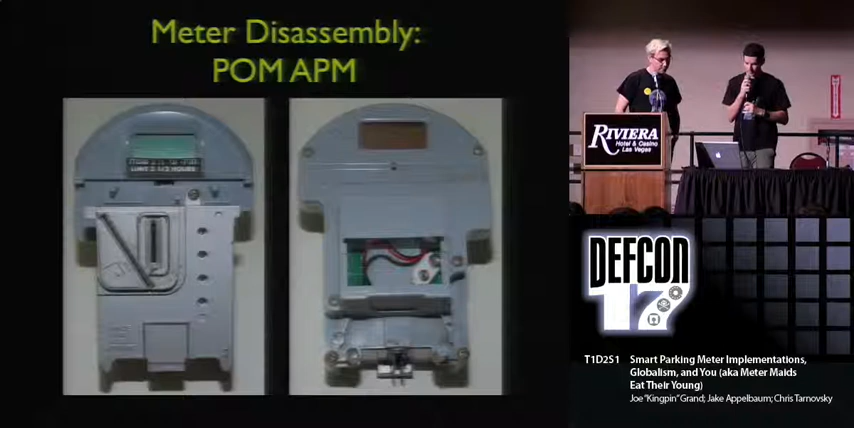 Meter Disassembly:
POM APM
RIVIERA
Hotel & Casino
Las Vegas
DEFCON
17
T1D2S1 Smart Parking Meter Implementations,
Globalism, and You (aka Meter Maids
Eat Their Young)
Joe "Kingpin" Grand; Jake Appelbaum; Chris Tarnovsky